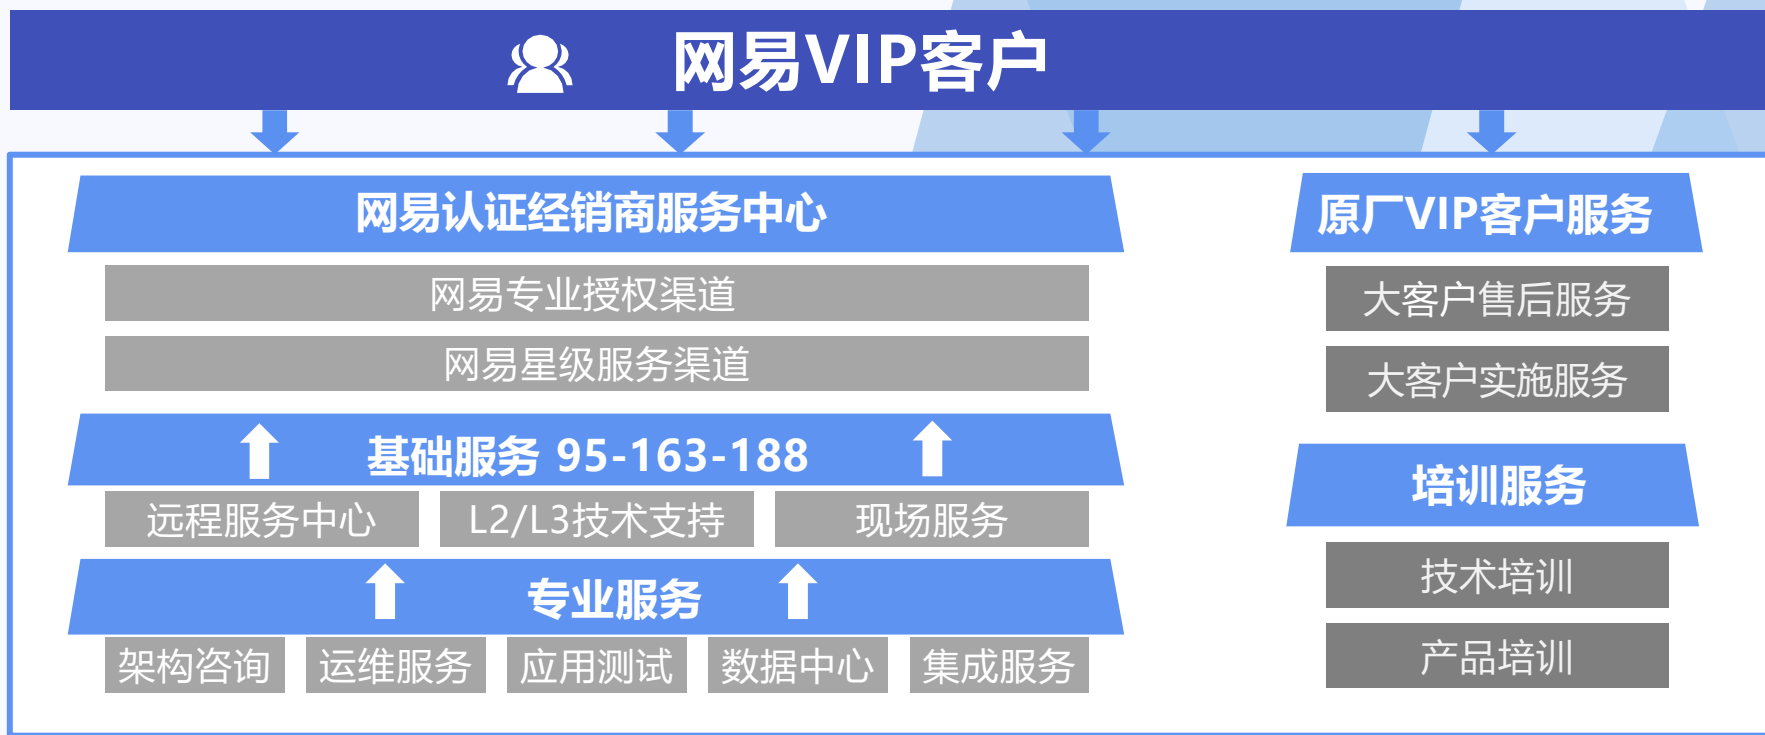 网易VIP客户
网易认证经销商服务中心
网易专业授权渠道
网易星级服务渠道
基础服务 95-163-188
远程服务中心
L2/L3技术支持
现场服务
专业服务
架构咨询
运维服务
应用测试
数据中心
集成服务
原厂VIP客户服务
大客户售后服务
大客户实施服务
培训服务
技术培训
产品培训